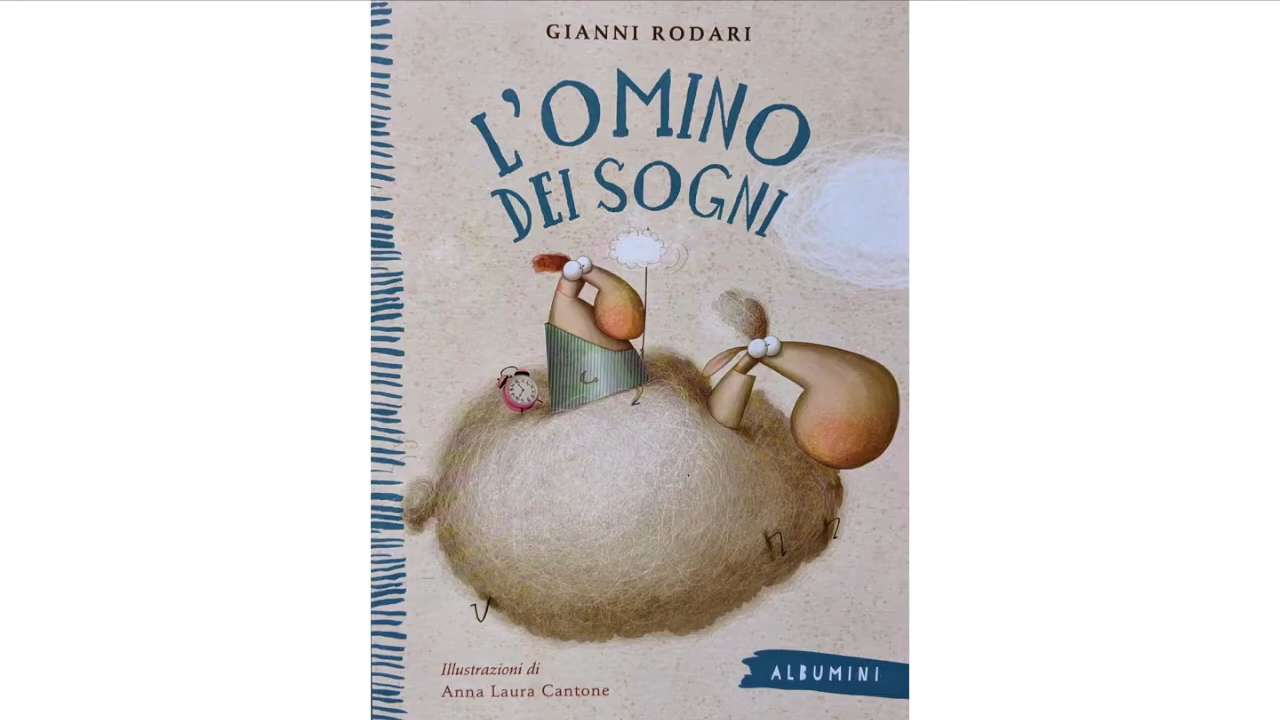 GIANNI RODARI
L'OMINO
DEI SOGNI
Illustrazioni di
Anna Laura Cantone
ALBUMINI